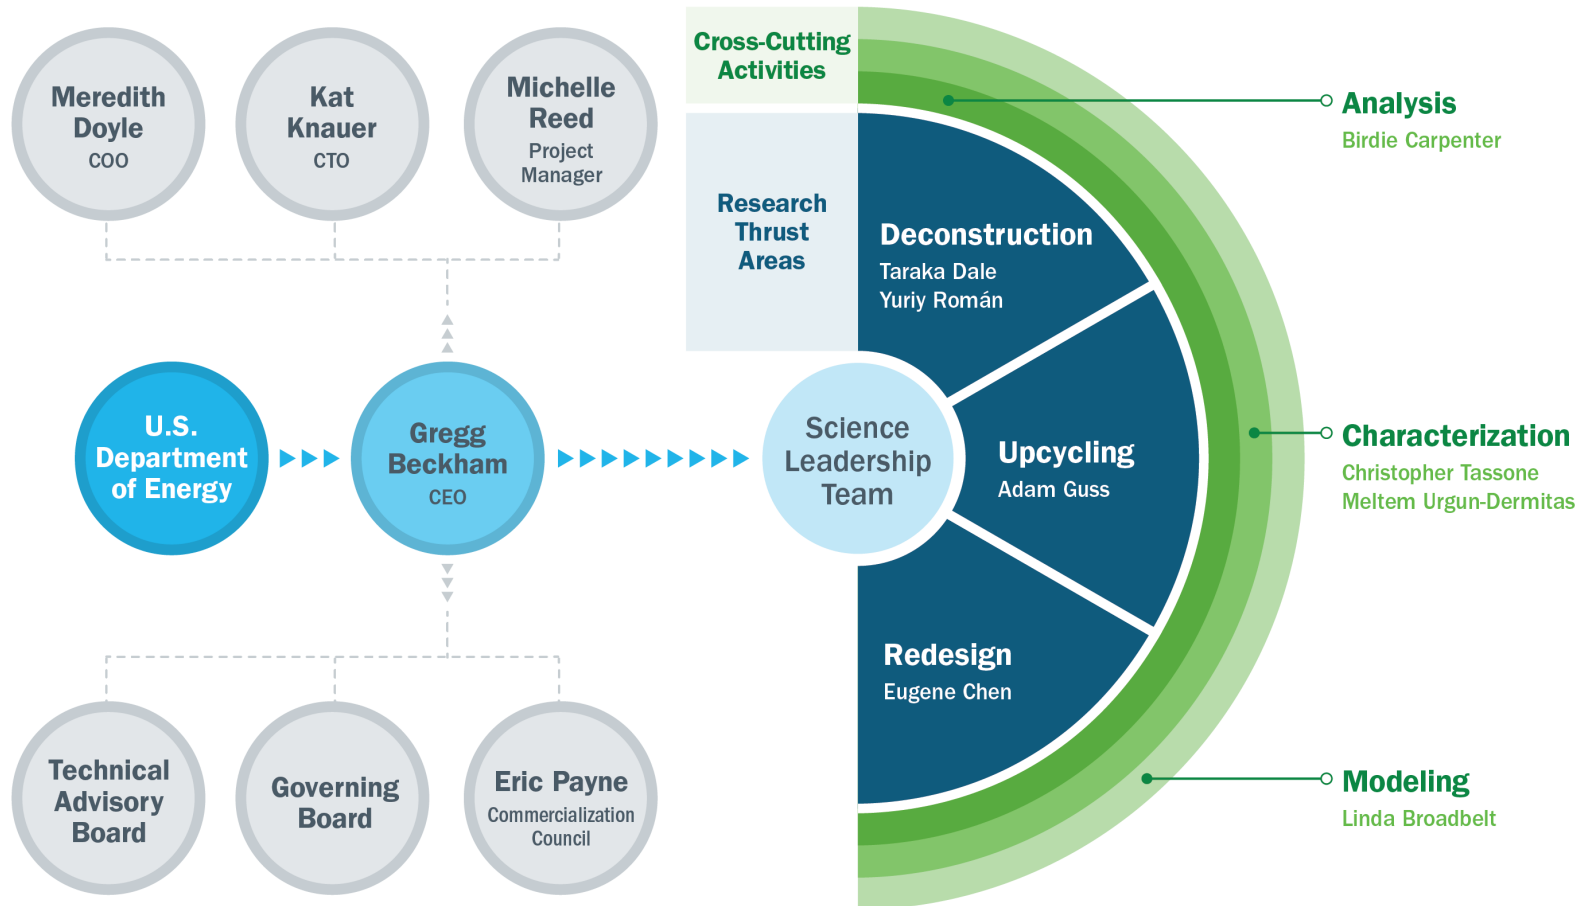 Meredith
Doyle
COO
Kat
Knauer
CTO
Michelle
Reed
Project
Manager
U.S.
Department
of Energy
Gregg
Beckham
CEO
Technical
Advisory
Board
Governing
Board
Eric Payne
Commercialization
Council
Cross-Cutting
Activities
Research
Thrust
Areas
Science
Leadership
Team
Deconstruction
Taraka Dale
Yuriy Román
Upcycling
Adam Guss
Redesign
Eugene Chen
Analysis
Birdie Carpenter
Characterization
Christopher Tassone
Meltem Urgun-Dermitas
Modeling
Linda Broadbelt